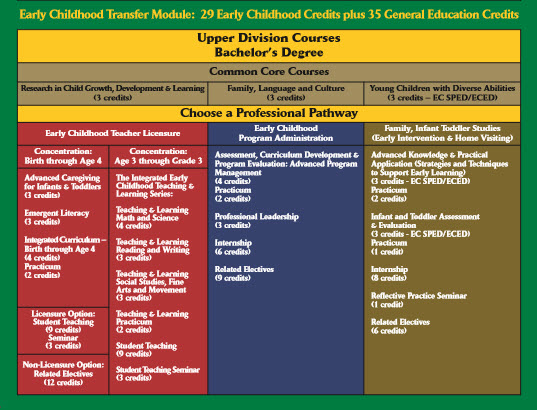 Early Childhood Transfer Module: 29 Early Childhood Credits plus 35 General Education Credits
Upper Division Courses
Bachelor's Degree
Common Core Courses
Research in Child Growth, Development & Learning
(3 credits)
Family, Language and Culture
(3 credits)
Young Children with Diverse Abilities
(3 credits – EC SPED/ECED)
Choose a Professional Pathway
Early Childhood Teacher Licensure
Concentration:
Birth through Age 4
Advanced Caregiving
for Infants & Toddlers
(3 credits)
Emergent Literacy
(3 credits)
Integrated Curriculum –
Birth through Age 4
(4 credits)
Practicum
(2 credits)
Licensure Option:
Student Teaching
(9 credits)
Seminar
(3 credits)
Non-Licensure Option:
Related Electives
(12 credits)
Concentration:
Age 3 through Grade 3
The Integrated Early
Childhood Teaching &
Learning Series:
Teaching & Learning
Math and Science
(4 credits)
Teaching & Learning
Reading and Writing
(3 credits)
Teaching & Learning
Social Studies, Fine
Arts and Movement
(3 credits)
Teaching & Learning
Practicum
(2 credits)
Student Teaching
(9 credits)
Student Teaching Seminar
(3 credits)
Early Childhood
Program Administration
Assessment, Curriculum Development &
Program Evaluation: Advanced Program
Management
(4 credits)
Practicum
(2 credits)
Professional Leadership
(3 credits)
Internship
(6 credits)
Related Electives
(9 credits)
Family, Infant Toddler Studies
(Early Intervention & Home Visiting)
Advanced Knowledge & Practical
Application (Strategies and Techniques
to Support Early Learning)
(3 credits - EC SPED/ECED)
Practicum
(2 credits)
Infant and Toddler Assessment
& Evaluation
(3 credits - EC SPED/ECED)
Practicum
(1 credit)
Internship
(8 credits)
Reflective Practice Seminar
(1 credit)
Related Electives
(6 credits)